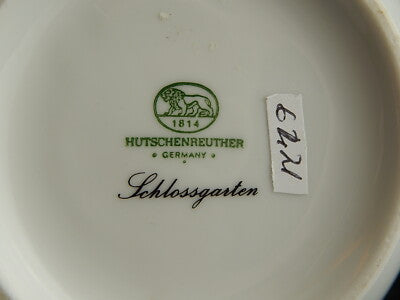 1814
HUTSCHENREUTHER
GERMANY
Schlossgarten